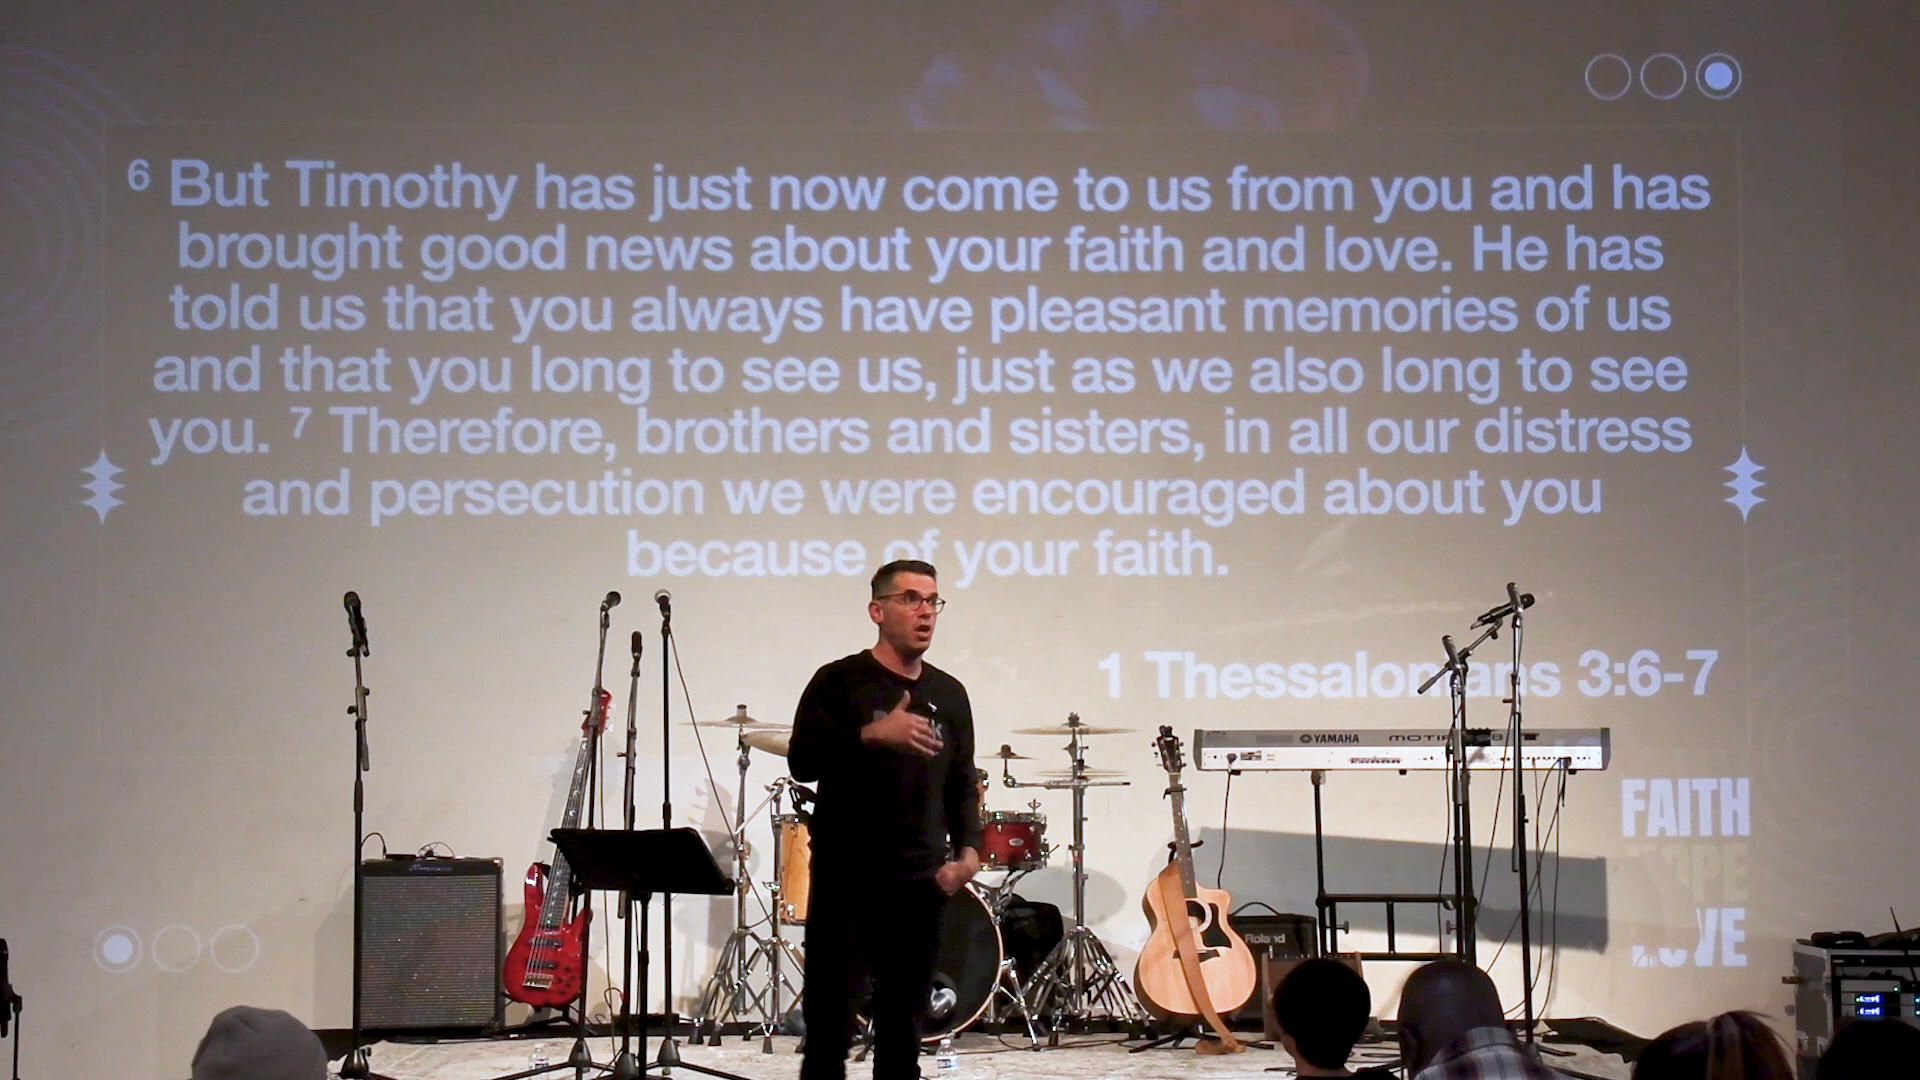 6 But Timothy has just now come to us from you and has
brought good news about your faith and love. He has
told us that you always have pleasant memories of us
and that you long to see us, just as we also long to see
you. 7 Therefore, brothers and sisters, in all our distress
and persecution we were encouraged about you
because of your faith.
1 Thessalonians 3:6-7
YAMAHA
FAITH
HOPE
LOVE
Roland